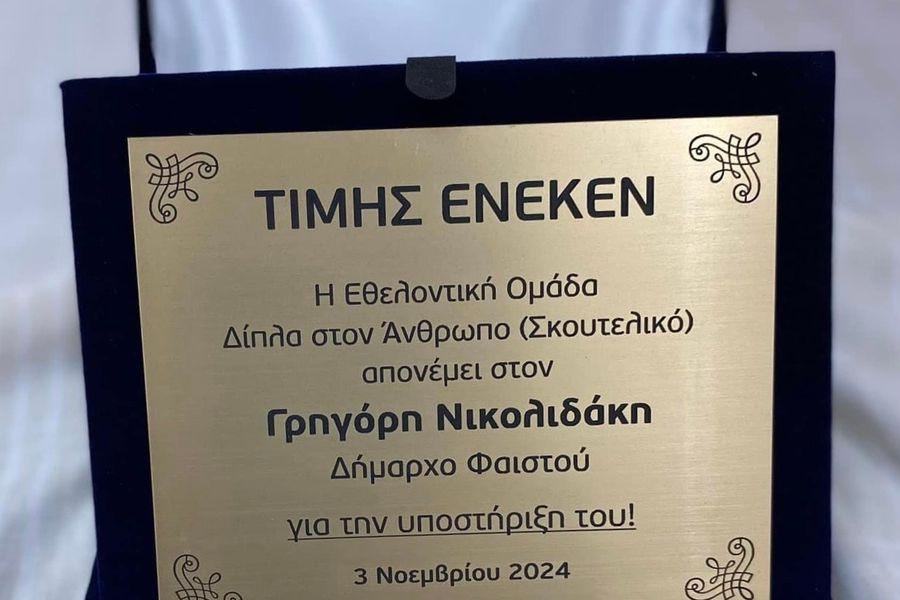 ΤΙΜΗΣ ΕΝΕΚΕΝ
Η Εθελοντική Ομάδα
Δίπλα στον Άνθρωπο (Σκουτελικό)
απονέμει στον
Γρηγόρη Νικολιδάκη
Δήμαρχο Φαιστού
για την υποστήριξη του!
3 Νοεμβρίου 2024